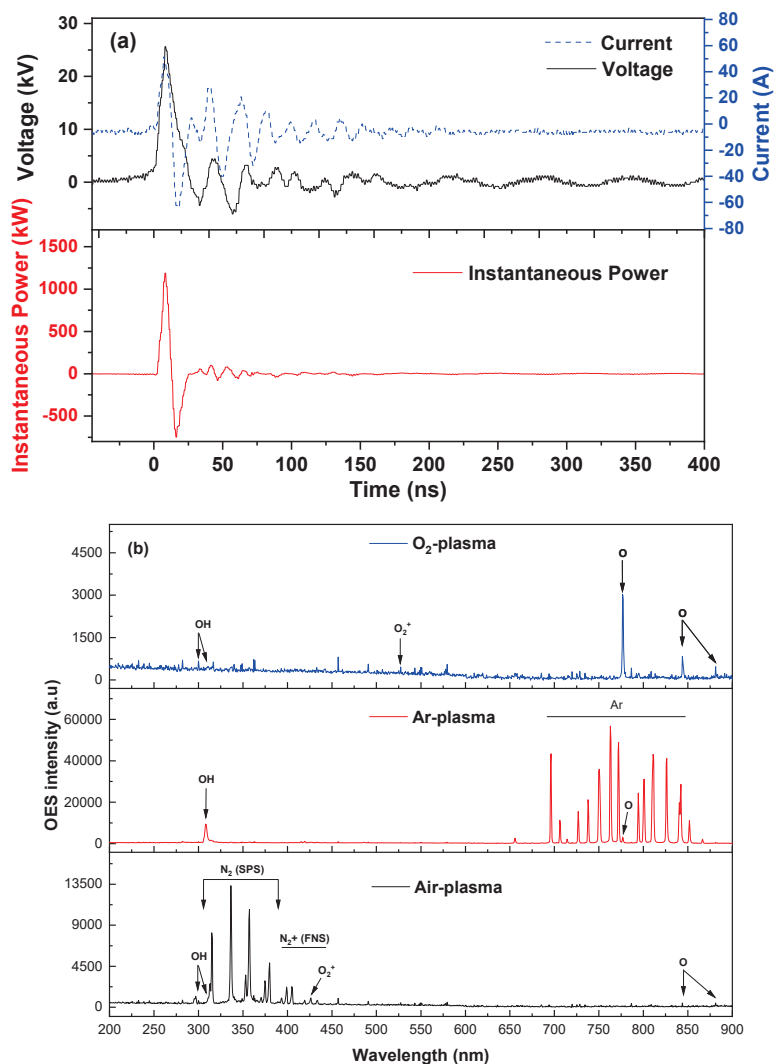 (a)
Current
Voltage
Voltage (kV)
30
20
10
0
Current (A)
80
60
40
20
0
-20
-40
-60
-80
Instantaneous Power
Instantaneous Power (kW)
1500
1000
500
0
-500
0 50 100 150 200 250 300 350 400
Time (ns)
(b)
O₂-plasma
4500
3000
1500
0
OH
O₂⁺
O
O
Ar-plasma
60000
40000
20000
0
OES intensity (a.u)
OH
Ar
O
Air-plasma
13500
9000
4500
0
N₂ (SPS)
OH
N₂+ (FNS)
O₂⁺
O
200 250 300 350 400 450 500 550 600 650 700 750 800 850 900
Wavelength (nm)